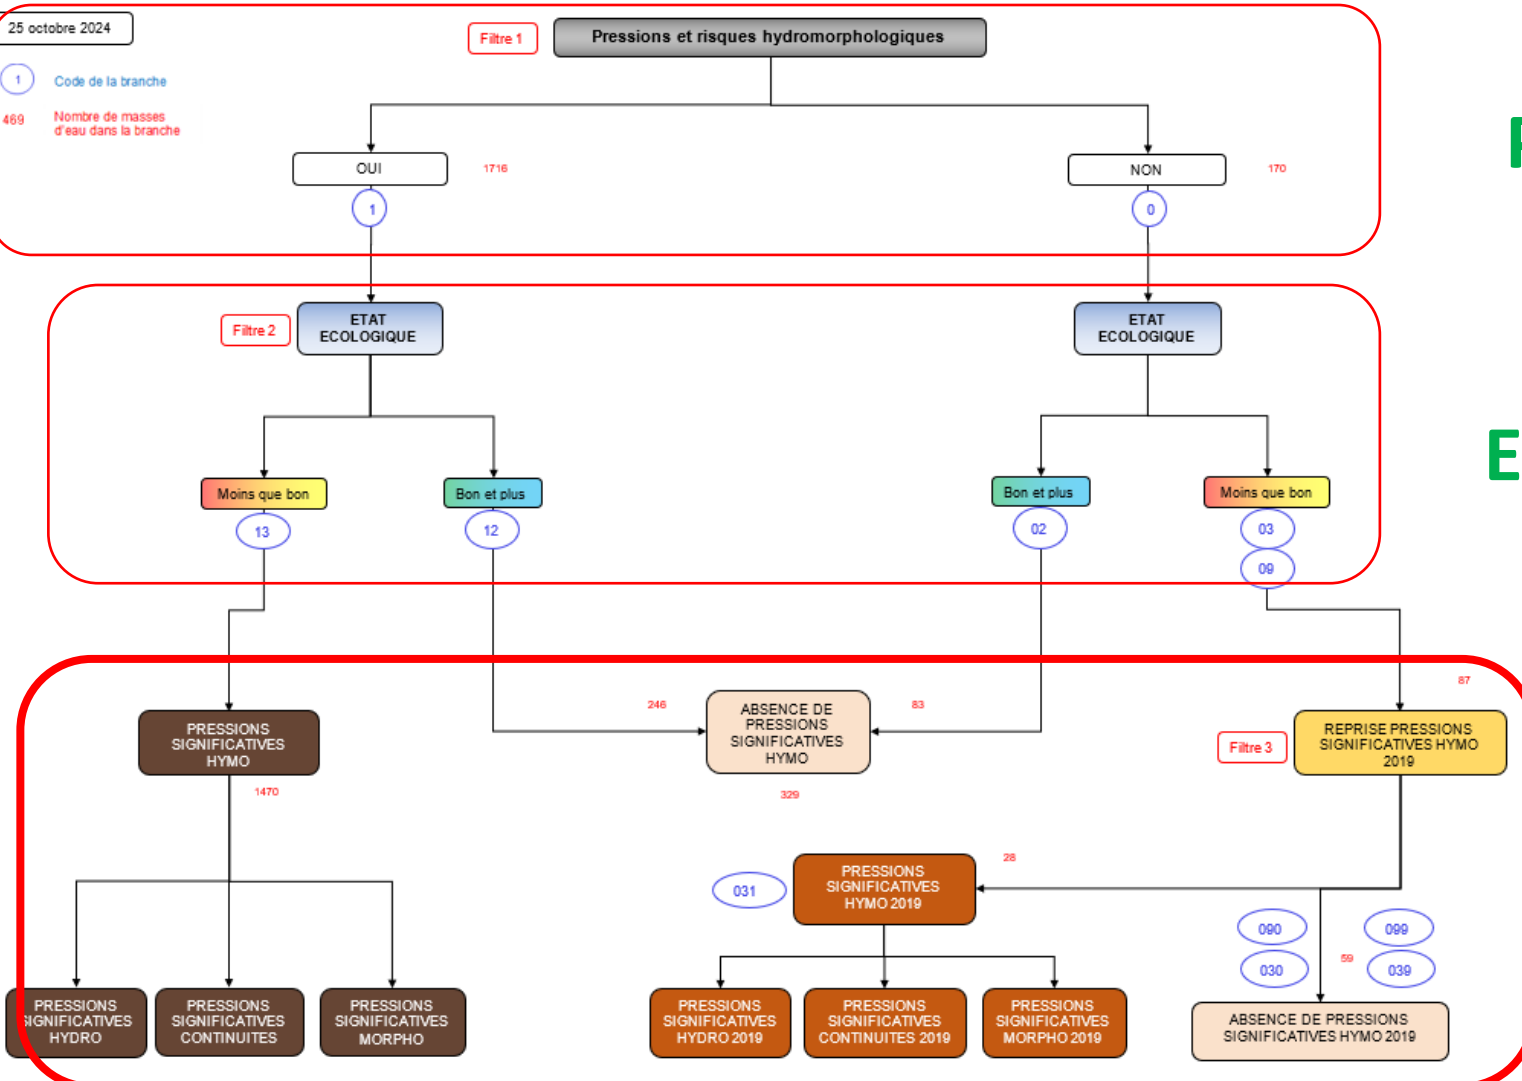 25 octobre 2024
Filtre 1
Pressions et risques hydromorphologiques
1
Code de la branche
469
Nombre de masses
d'eau dans la branche
OUI
1716
NON
170
1
0
Filtre 2
ETAT
ECOLOGIQUE
ETAT
ECOLOGIQUE
Moins que bon
Bon et plus
Bon et plus
Moins que bon
13
12
02
03
09
E
87
246
83
PRESSIONS
SIGNIFICATIVES
HYMO
ABSENCE DE
PRESSIONS
SIGNIFICATIVES
HYMO
Filtre 3
REPRISE PRESSIONS
SIGNIFICATIVES HYMO
2019
1470
329
28
031
PRESSIONS
SIGNIFICATIVES
HYMO 2019
090
099
59
030
039
PRESSIONS
SIGNIFICATIVES
HYDRO
PRESSIONS
SIGNIFICATIVES
CONTINUITES
PRESSIONS
SIGNIFICATIVES
MORPHO
PRESSIONS
SIGNIFICATIVES
HYDRO 2019
PRESSIONS
SIGNIFICATIVES
CONTINUITES 2019
PRESSIONS
SIGNIFICATIVES
MORPHO 2019
ABSENCE DE PRESSIONS
SIGNIFICATIVES HYMO 2019